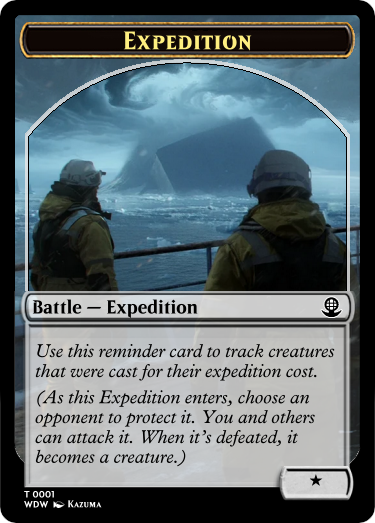 EXPEDITION
Battle — Expedition
Use this reminder card to track creatures
that were cast for their expedition cost.
(As this Expedition enters, choose an
opponent to protect it. You and others
can attack it. When it's defeated, it
becomes a creature.)
★
T 0001
WDW KAZUMA